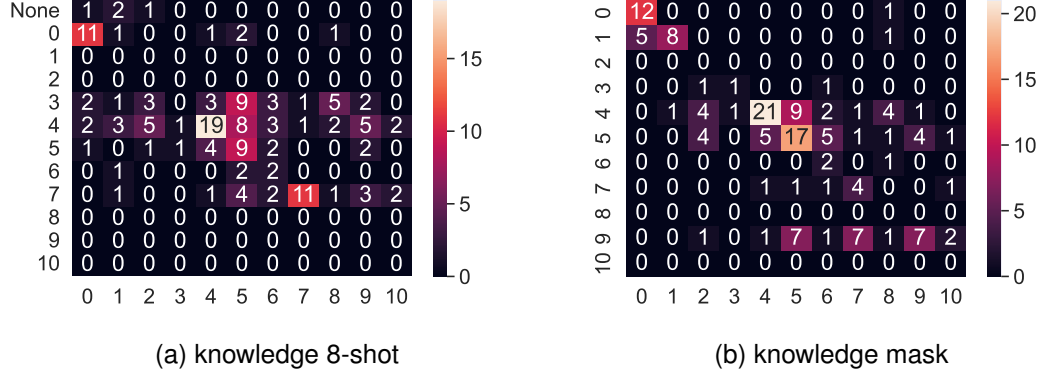 None 1 2 1 0 0 0 0 0 0 0 0
0 11 1 0 0 1 2 0 0 1 0 0
1 0 0 0 0 0 0 0 0 0 0 0
2 0 0 0 0 0 0 0 0 0 0 0
3 2 1 3 0 3 9 3 1 5 2 0
4 2 3 5 1 19 8 3 1 2 5 2
5 1 0 1 1 4 9 2 0 0 2 0
6 0 1 0 0 0 2 2 0 0 0 0
7 0 1 0 0 1 4 2 11 1 3 2
8 0 0 0 0 0 0 0 0 0 0 0
9 0 0 0 0 0 0 0 0 0 0 0
10 0 0 0 0 0 0 0 0 0 0 0
0 1 2 3 4 5 6 7 8 9 10
15
10
5
0
(a) knowledge 8-shot
0 12 0 0 0 0 0 0 0 1 0 0
1 5 8 0 0 0 0 0 0 1 0 0
2 0 0 0 0 0 0 0 0 0 0 0
3 0 0 1 1 0 0 1 0 0 0 0
4 0 1 4 1 21 9 2 1 4 1 0
5 0 0 4 0 5 17 5 1 1 4 1
6 0 0 0 0 0 0 2 0 1 0 0
7 0 0 0 0 1 1 1 4 0 0 1
8 0 0 0 0 0 0 0 0 0 0 0
9 0 0 1 0 1 7 1 7 1 7 2
10 0 0 0 0 0 0 0 0 0 0 0
0 1 2 3 4 5 6 7 8 9 10
20
15
10
5
0
(b) knowledge mask